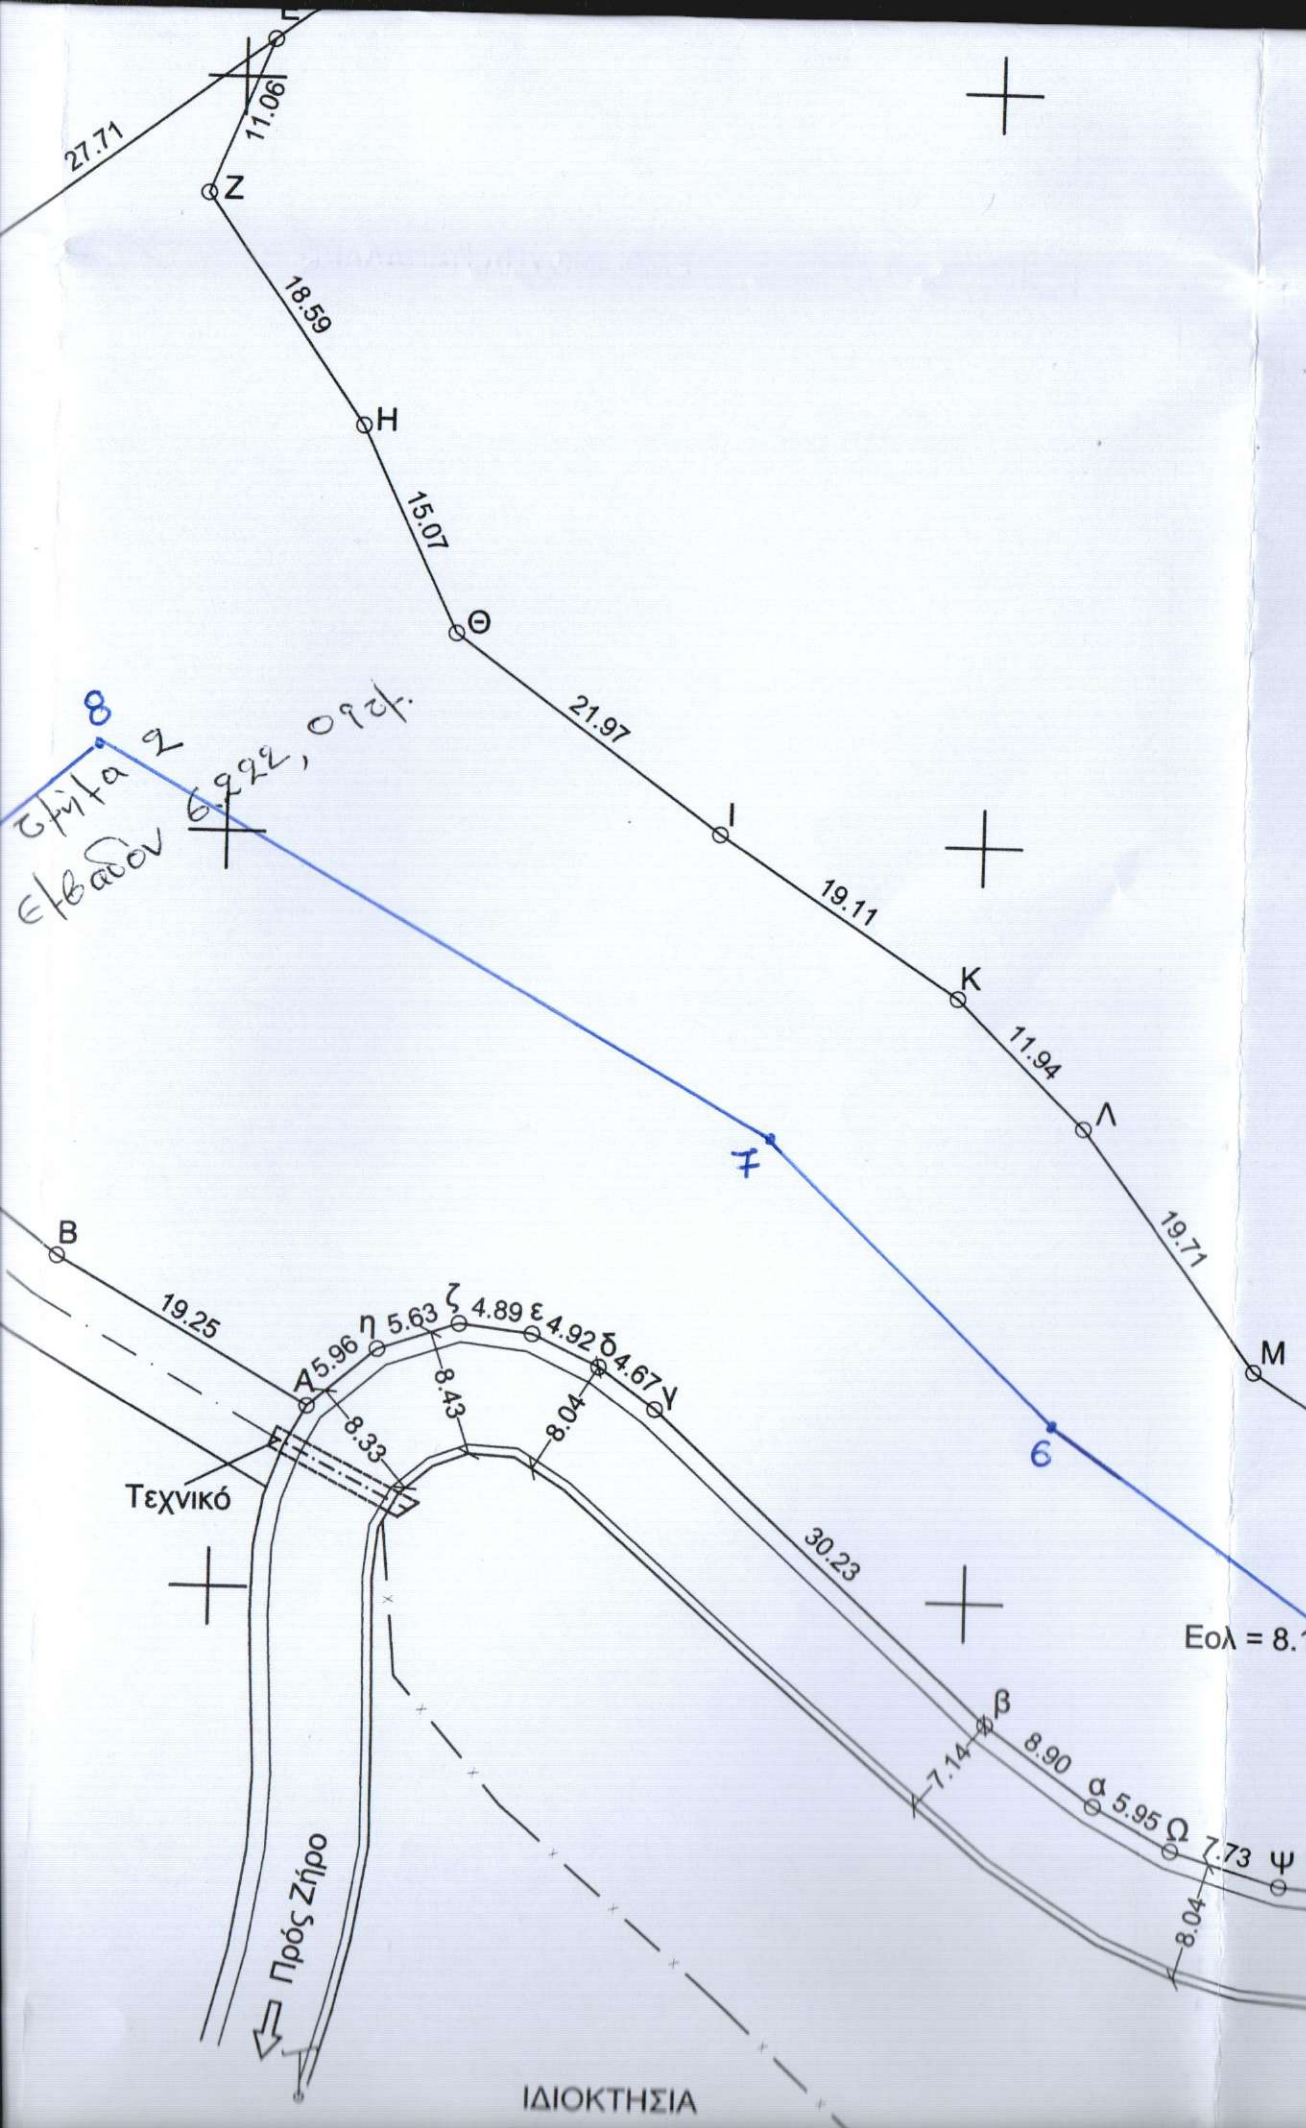 Ε
11.06
27.71
Ζ
18.59
Η
15.07
Θ
21.97
8
τμήμα 2
εμβαδόν 6.222,09 τμ.
Ι
19.11
Κ
11.94
Λ
7
19.71
Β
19.25
Μ
Α
5.96
η
5.63
ζ
4.89
ε
4.92
δ
4.67
γ
8.33
8.43
8.04
6
Τεχνικό
30.23
Εολ = 8.1
β
7.14
8.90
α
5.95
Ω
7.73
Ψ
8.04
Πρός Ζήρο
ΙΔΙΟΚΤΗΣΙΑ